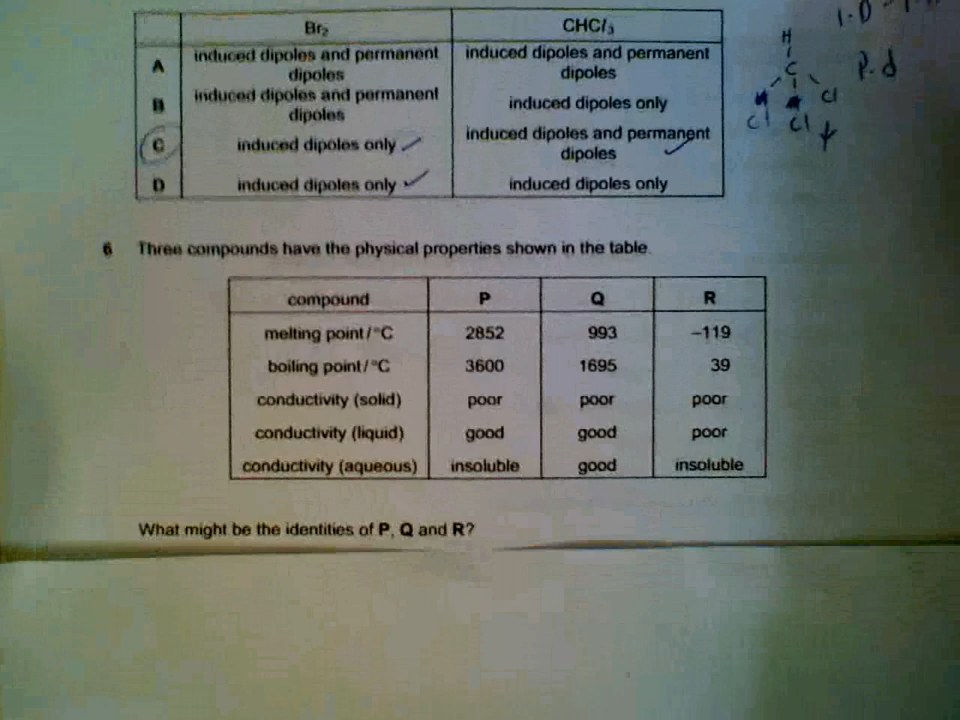 Br₂ CHCl₃
A induced dipoles and permanent dipoles induced dipoles and permanent dipoles
B induced dipoles and permanent dipoles induced dipoles only
C induced dipoles only induced dipoles and permanent dipoles
D induced dipoles only induced dipoles only
H
C
Cl Cl Cl
P.d
6 Three compounds have the physical properties shown in the table.
compound P Q R
melting point/°C 2852 993 −119
boiling point/°C 3600 1695 39
conductivity (solid) poor poor poor
conductivity (liquid) good good poor
conductivity (aqueous) insoluble good insoluble
What might be the identities of P, Q and R?